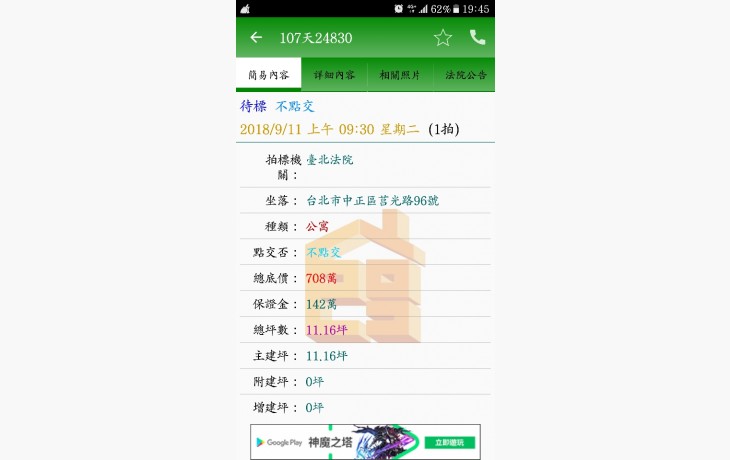 62% 19:45
107天24830
簡易內容 詳細內容 相關照片 法院公告
待標 不點交
2018/9/11 上午 09:30 星期二 (1拍)
拍標機關： 臺北法院
坐落： 台北市中正區莒光路96號
種類： 公寓
點交否： 不點交
總底價： 708萬
保證金： 142萬
總坪數： 11.16坪
主建坪： 11.16坪
附建坪： 0坪
增建坪： 0坪
Google Play 神魔之塔 立即遊玩